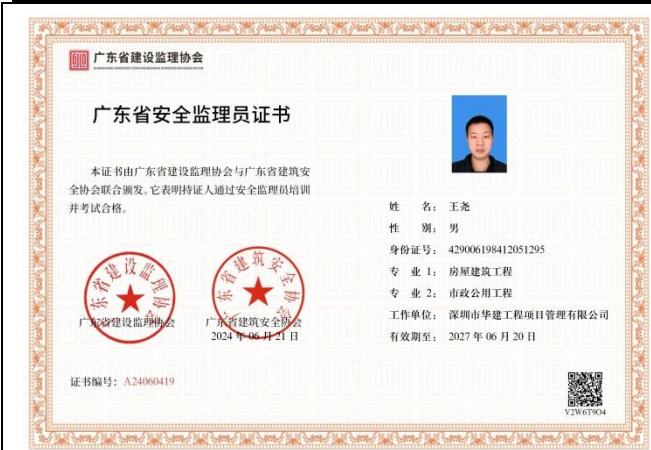 广东省建设监理协会
广东省安全监理员证书
本证书由广东省建设监理协会与广东省建筑安
全协会联合颁发。它表明持证人通过安全监理员培训
并考试合格。
广东省建设监理协会
广东省建筑安全协会
2024 年 06 月 21 日
证书编号：A24060419
姓 名：王尧
性 别：男
身份证号：429006198412051295
专 业 1：房屋建筑工程
专 业 2：市政公用工程
工作单位：深圳市华建工程项目管理有限公司
有效期至：2027 年 06 月 20 日
V2W6T9O4